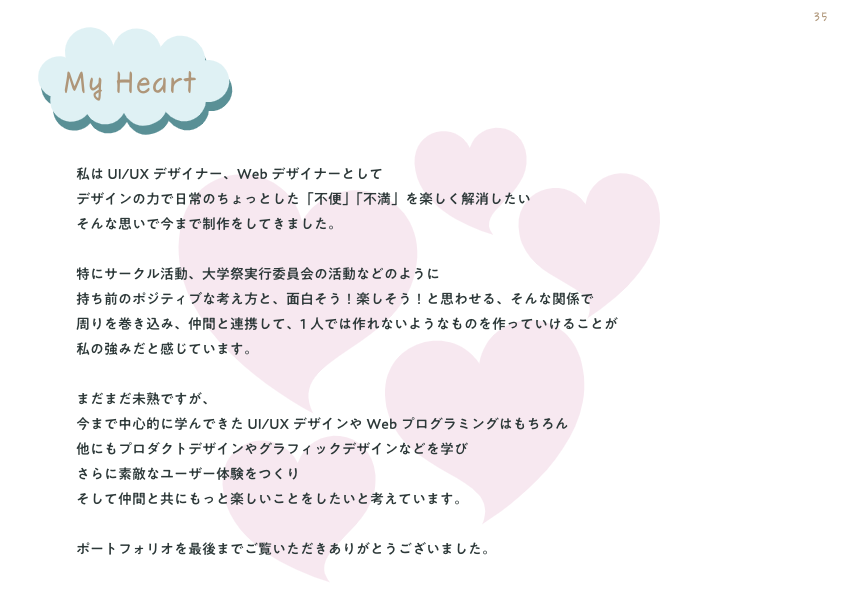 35
My Heart
私は UI/UX デザイナー、Web デザイナーとして
デザインの力で日常のちょっとした「不便」「不満」を楽しく解消したい
そんな思いで今まで制作をしてきました。
特にサークル活動、大学祭実行委員会の活動などのように
持ち前のポジティブな考え方と、面白そう！楽しそう！と思わせる、そんな関係で
周りを巻き込み、仲間と連携して、1 人では作れないようなものを作っていけることが
私の強みだと感じています。
まだまだ未熟ですが、
今まで中心的に学んできた UI/UX デザインや Web プログラミングはもちろん
他にもプロダクトデザインやグラフィックデザインなどを学び
さらに素敵なユーザー体験をつくり
そして仲間と共にもっと楽しいことをしたいと考えています。
ポートフォリオを最後までご覧いただきありがとうございました。